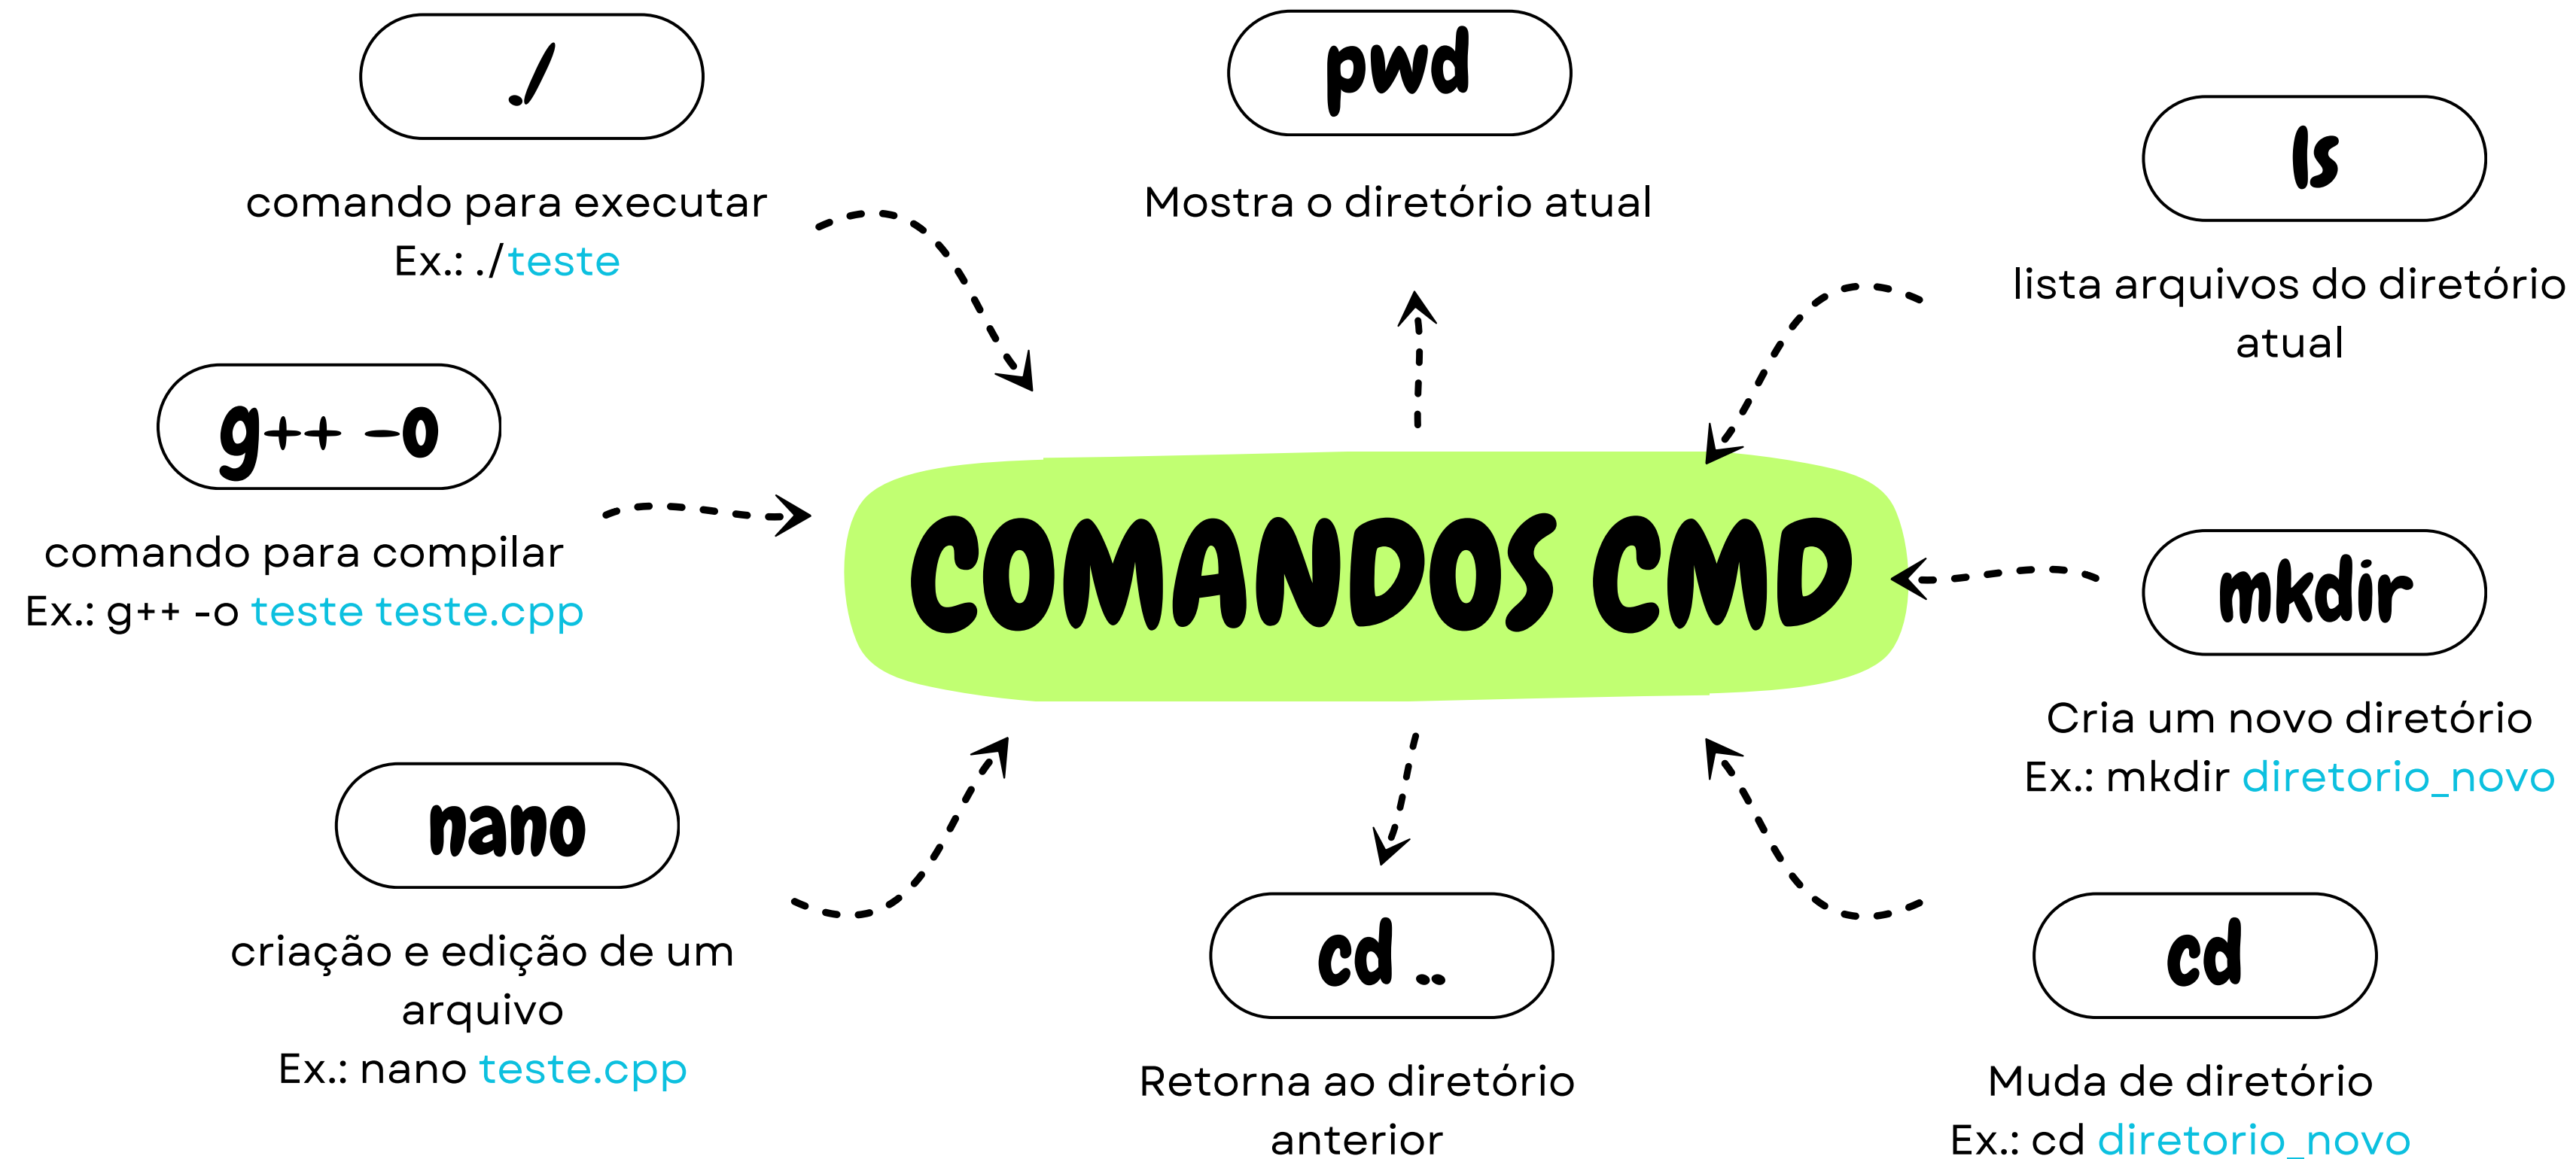 ./
comando para executar
Ex.: ./teste
pwd
Mostra o diretório atual
ls
lista arquivos do diretório
atual
g++ -o
comando para compilar
Ex.: g++ -o teste teste.cpp
COMANDOS CMD
mkdir
Cria um novo diretório
Ex.: mkdir diretorio_novo
nano
criação e edição de um
arquivo
Ex.: nano teste.cpp
cd ..
Retorna ao diretório
anterior
cd
Muda de diretório
Ex.: cd diretorio_novo